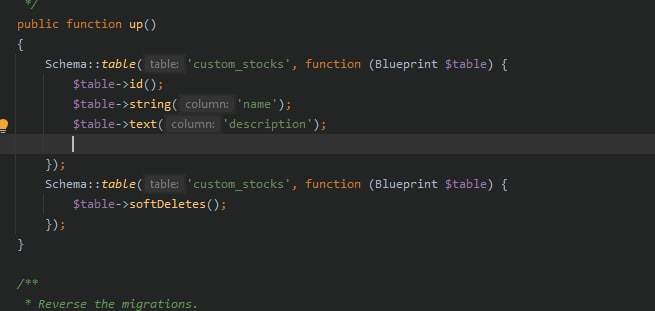 */
public function up()
{
    Schema::table( table: 'custom_stocks', function (Blueprint $table) {
        $table->id();
        $table->string( column: 'name');
        $table->text( column: 'description');
    });
    Schema::table( table: 'custom_stocks', function (Blueprint $table) {
        $table->softDeletes();
    });
}
/**
 * Reverse the migrations.